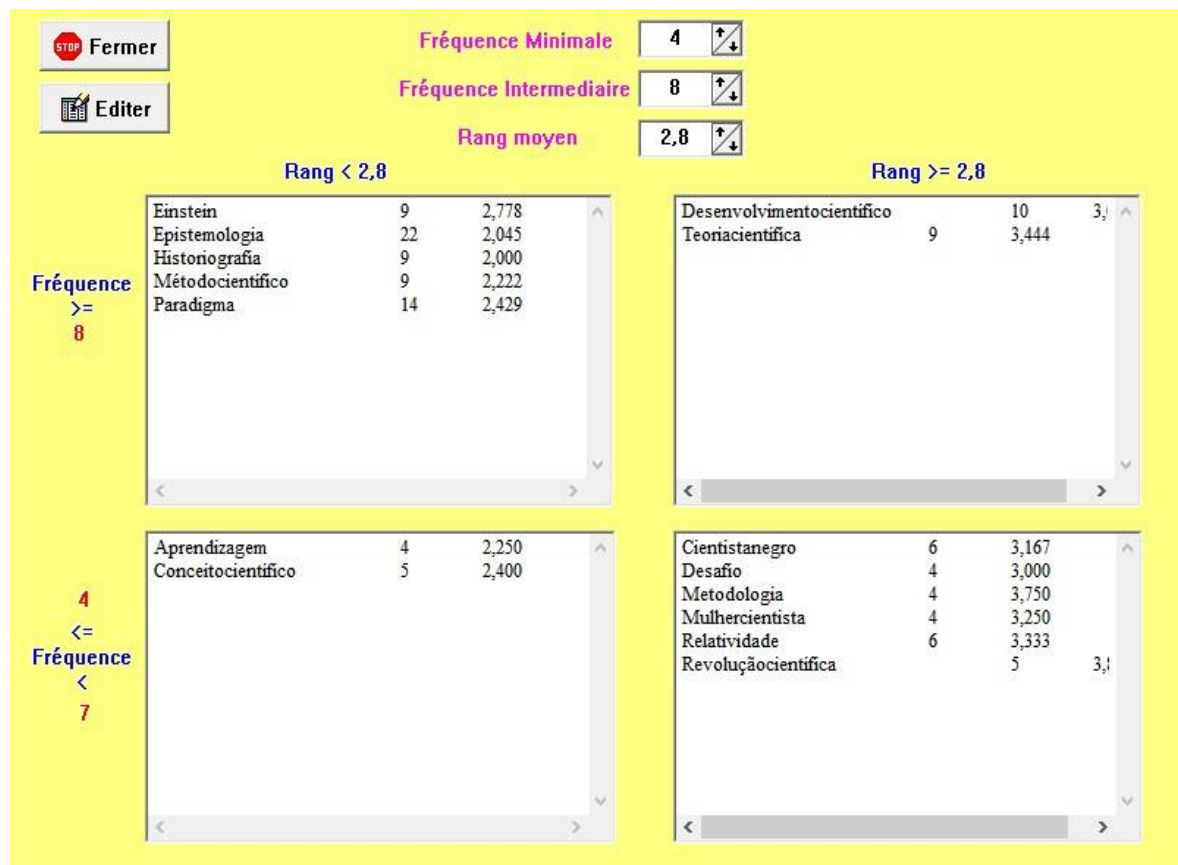 STOP Fermer
Fréquence Minimale 4
Editer
Fréquence Intermediaire 8
Rang moyen 2,8
Rang < 2,8
Rang >= 2,8
Fréquence
>=
8
Einstein 9 2,778
Epistemologia 22 2,045
Historiografia 9 2,000
Métodocientífico 9 2,222
Paradigma 14 2,429
Desenvolvimentocientífico 10
Teoriacientífica 9 3,444
4
<=
Fréquence
<
7
Aprendizagem 4 2,250
Conceitocientífico 5 2,400
Cientistanegro 6 3,167
Desafio 4 3,000
Metodologia 4 3,750
Mulhercientista 4 3,250
Relatividade 6 3,333
Revoluçãocientífica 5